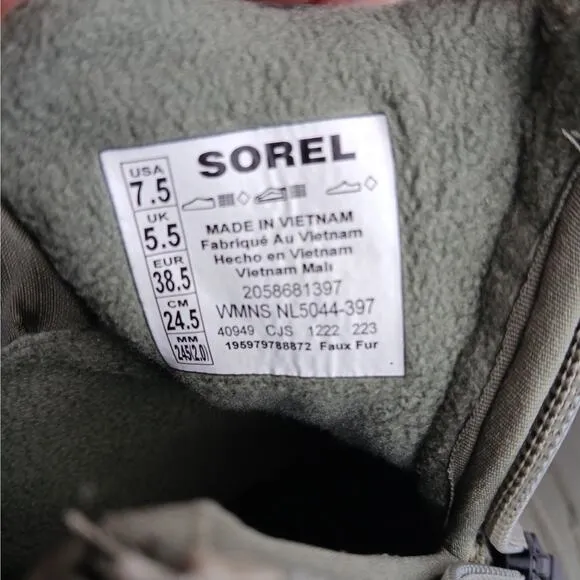 SOREL
USA
7.5
UK
5.5
EUR
38.5
CM
24.5
MM
245(2.0)
MADE IN VIETNAM
Fabriqué Au Vietnam
Hecho en Vietnam
Vietnam Malı
2058681397
WMNS NL5044-397
40949 CJS 1222 223
195979788872 Faux Fur